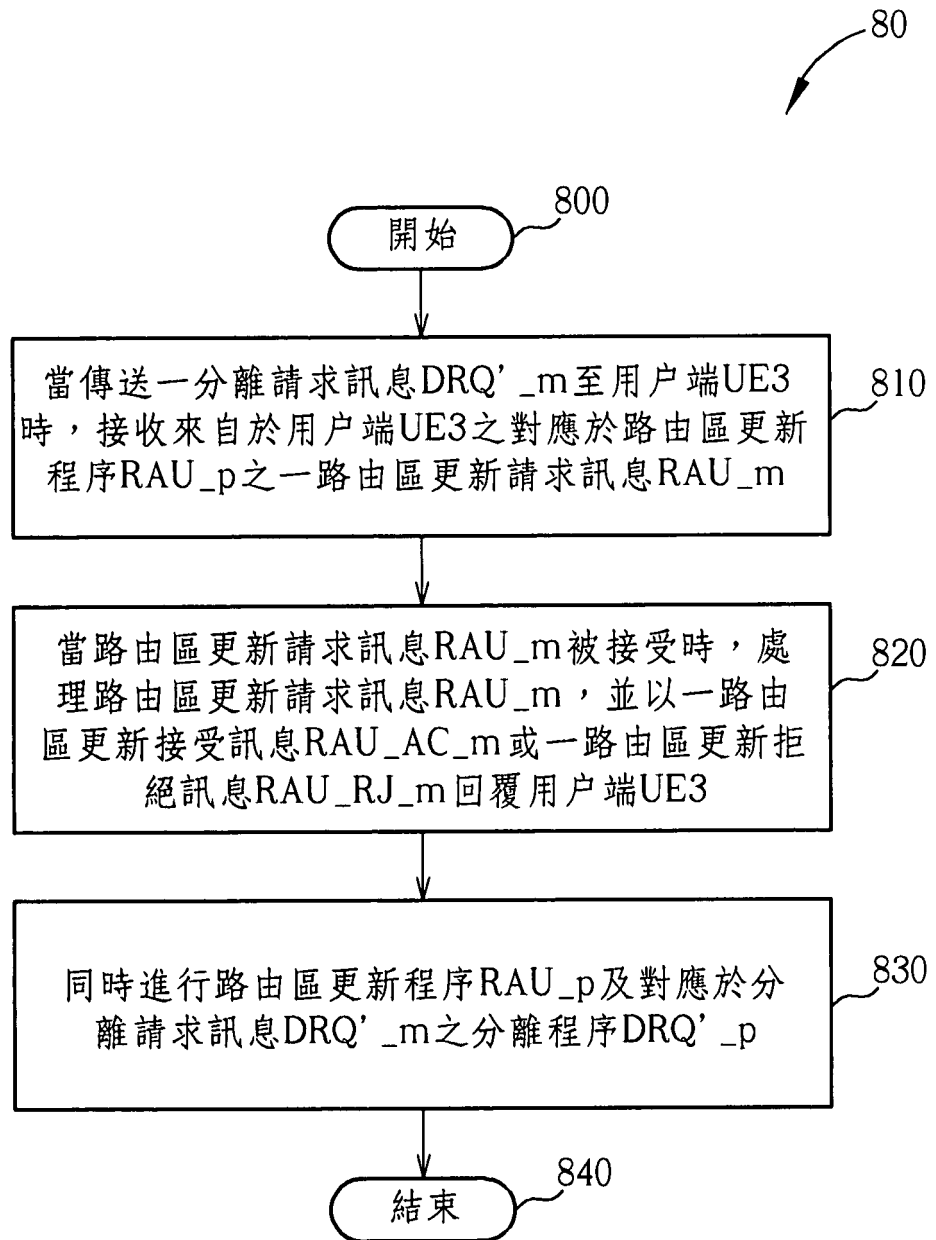 80
開始
800
當傳送一分離請求訊息DRQ'_m至用户端UE3
時，接收來自於用户端UE3之對應於路由區更新
程序RAU_p之一路由區更新請求訊息RAU_m
810
當路由區更新請求訊息RAU_m被接受時，處
理路由區更新請求訊息RAU_m，並以一路由
區更新接受訊息RAU_AC_m或一路由區更新拒
絕訊息RAU_RJ_m回覆用户端UE3
820
同時進行路由區更新程序RAU_p及對應於分
離請求訊息DRQ'_m之分離程序DRQ'_p
830
結束
840